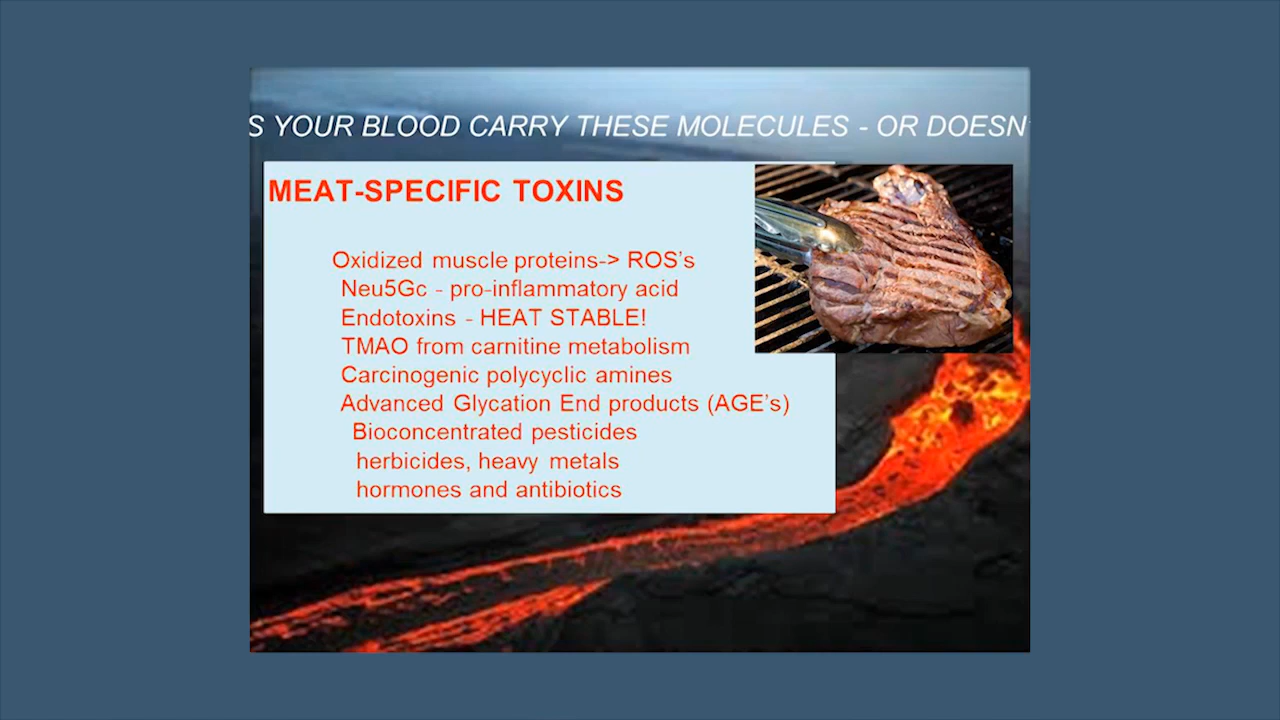 S YOUR BLOOD CARRY THESE MOLECULES - OR DOESN
MEAT-SPECIFIC TOXINS
Oxidized muscle proteins-> ROS's
Neu5Gc - pro-inflammatory acid
Endotoxins - HEAT STABLE!
TMAO from carnitine metabolism
Carcinogenic polycyclic amines
Advanced Glycation End products (AGE's)
Bioconcentrated pesticides
herbicides, heavy metals
hormones and antibiotics